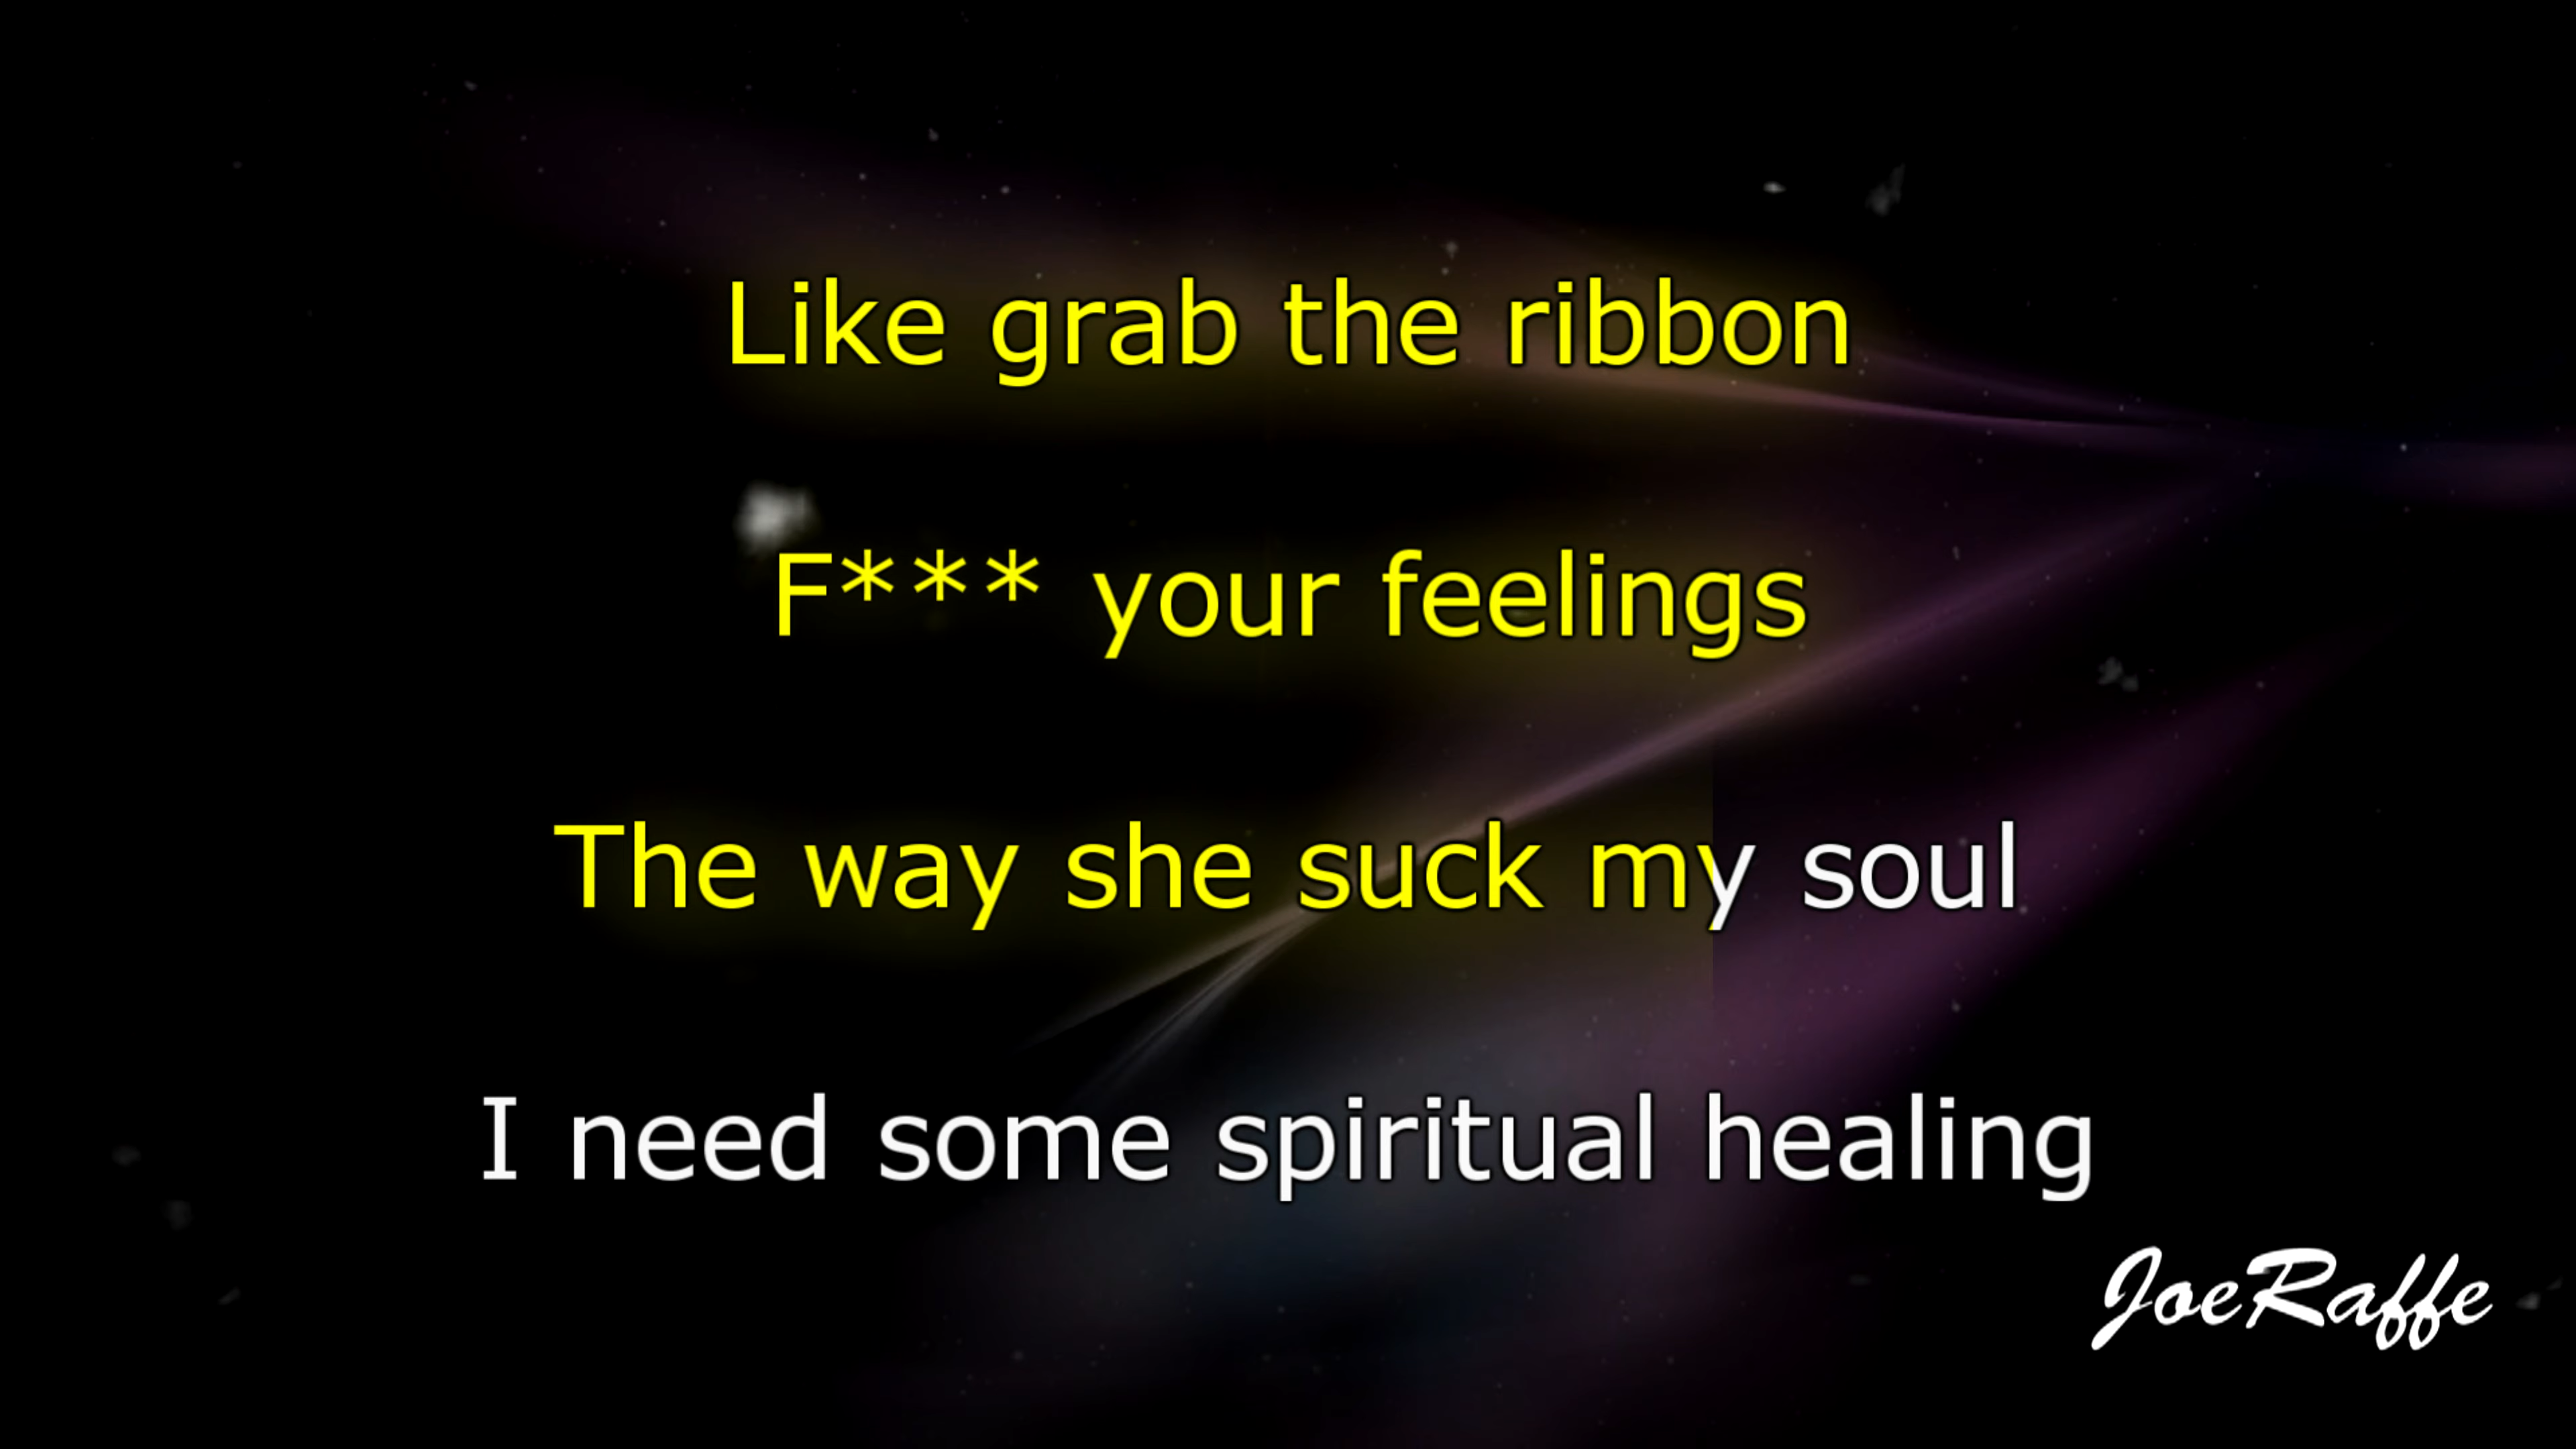 Like grab the ribbon
F*** your feelings
The way she suck my soul
I need some spiritual healing
JoeRaffe